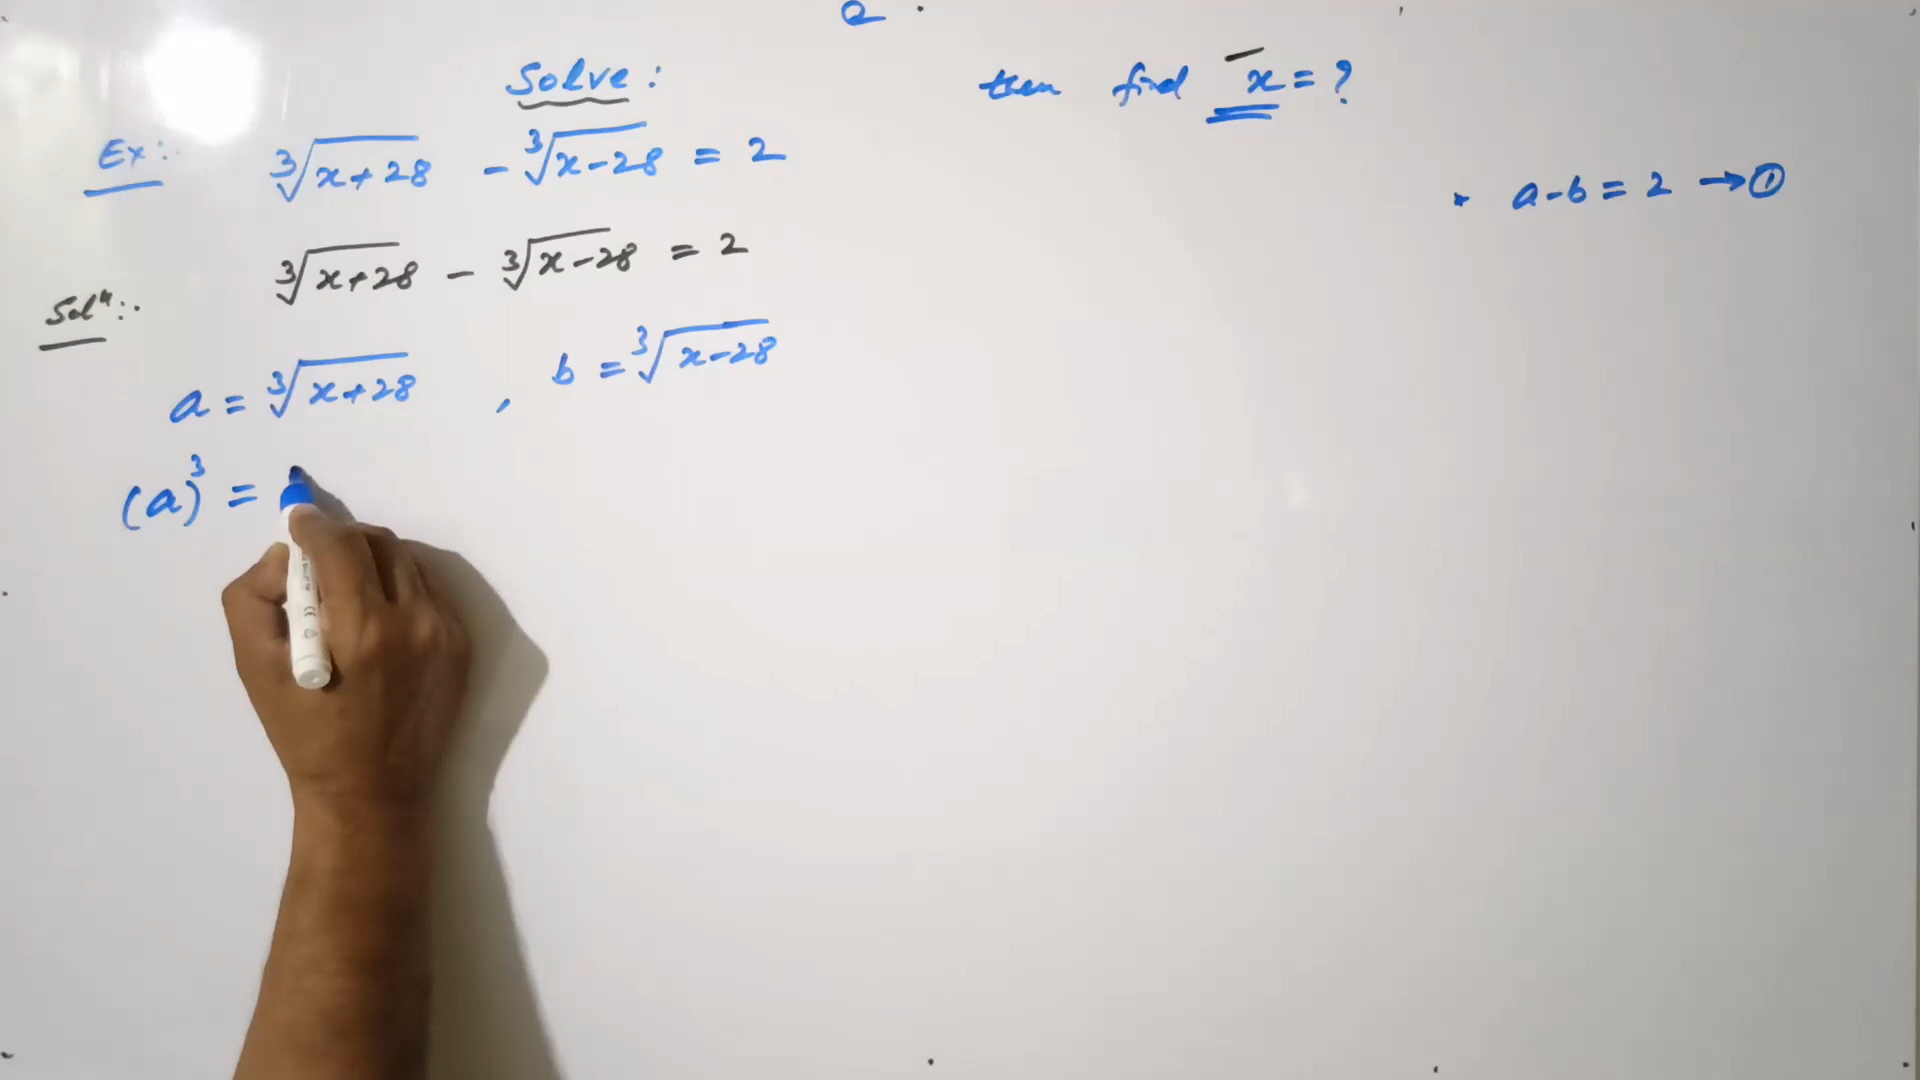 Solve:
then find x = ?
Ex:- ∛(x+28) - ∛(x-28) = 2
* a-b = 2 → ①
Solⁿ:- ∛(x+28) - ∛(x-28) = 2
a = ∛(x+28) , b = ∛(x-28)
(a)³ =